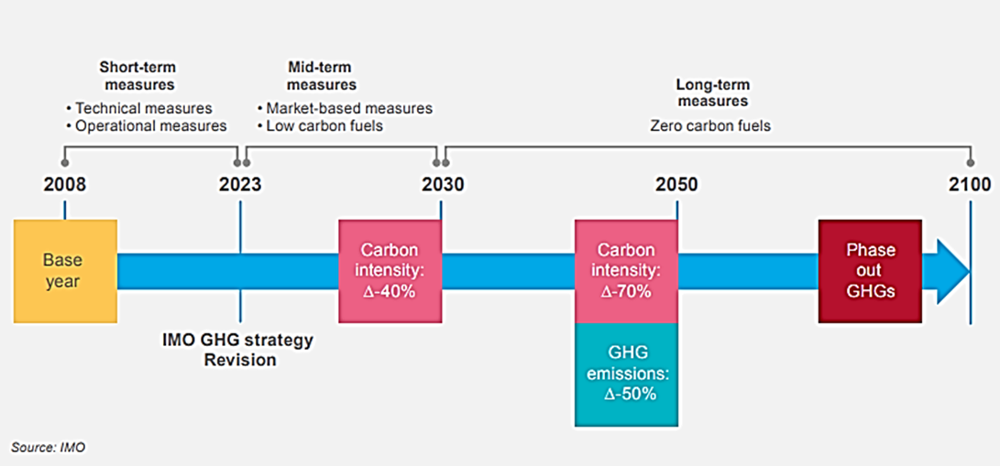 Short-term
measures
• Technical measures
• Operational measures
Mid-term
measures
• Market-based measures
• Low carbon fuels
Long-term
measures
Zero carbon fuels
2008
2023
2030
2050
2100
Base
year
Carbon
intensity:
Δ-40%
Carbon
intensity:
Δ-70%
Phase
out
GHGs
IMO GHG strategy
Revision
GHG
emissions:
Δ-50%
Source: IMO